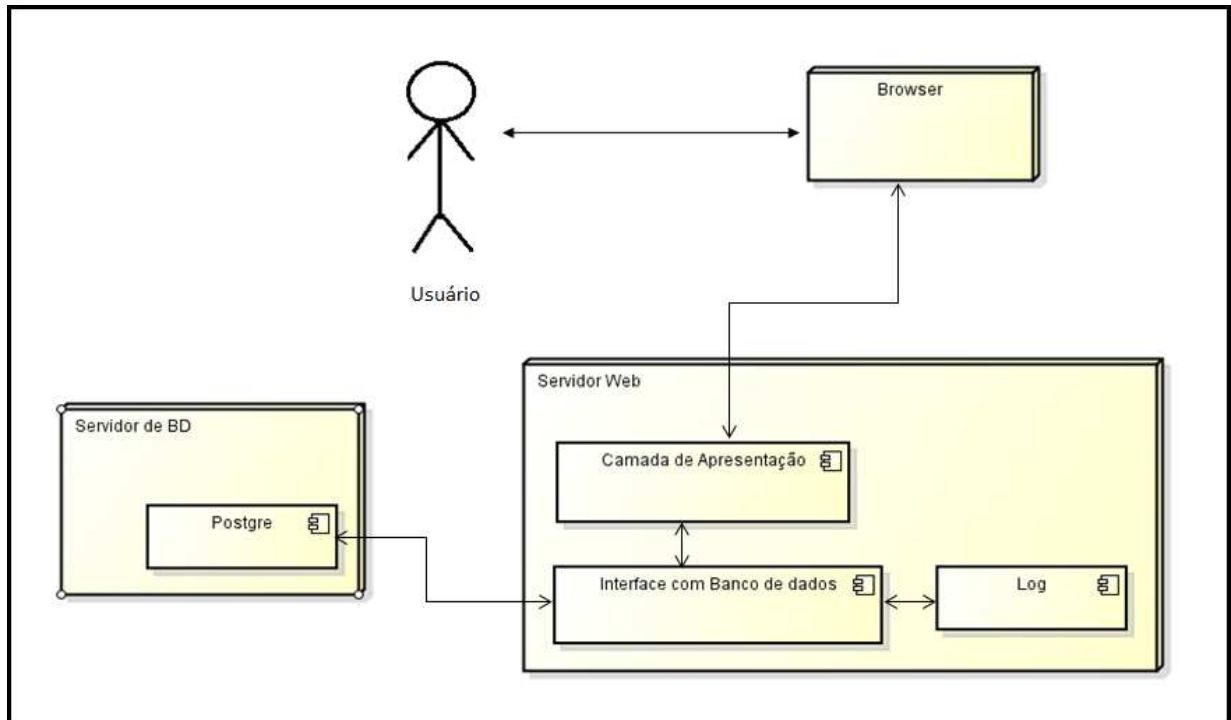 Browser
Usuário
Servidor Web
Servidor de BD
Camada de Apresentação
Postgre
Interface com Banco de dados
Log